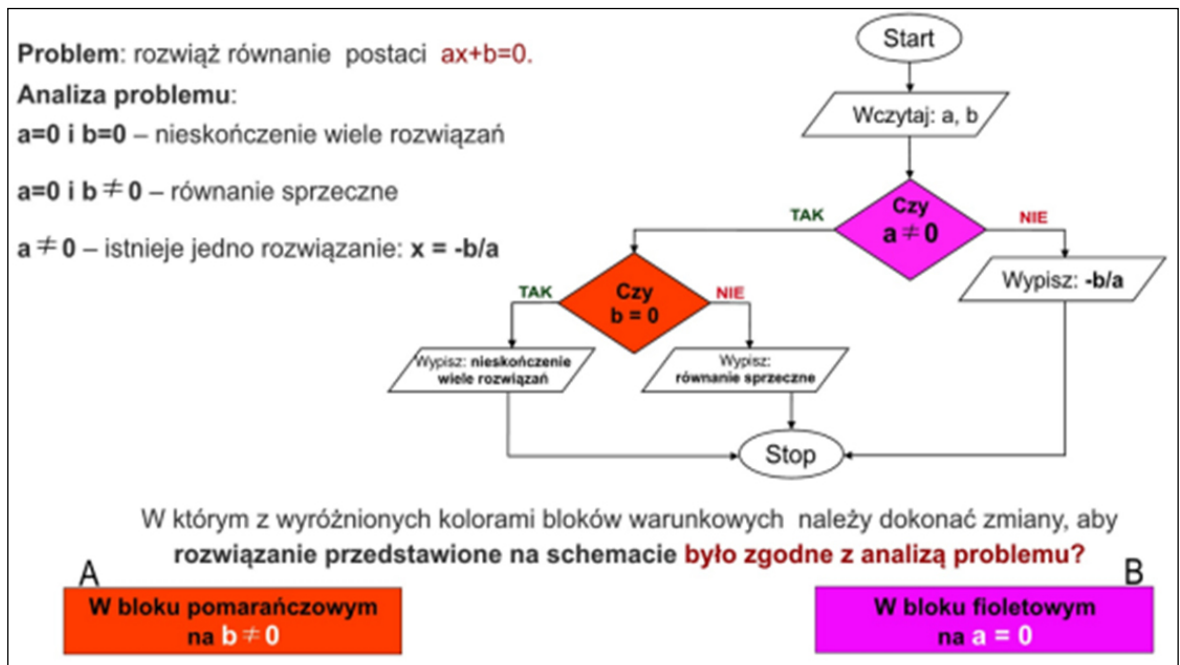 Problem: rozwiąż równanie postaci ax+b=0.
Analiza problemu:
a=0 i b=0 – nieskończenie wiele rozwiązań
a=0 i b ≠ 0 – równanie sprzeczne
a ≠ 0 – istnieje jedno rozwiązanie: x = -b/a
Start
Wczytaj: a, b
Czy
a ≠ 0
TAK
NIE
Wypisz: -b/a
Czy
b = 0
TAK
NIE
Wypisz: nieskończenie
wiele rozwiązań
Wypisz:
równanie sprzeczne
Stop
W którym z wyróżnionych kolorami bloków warunkowych należy dokonać zmiany, aby
rozwiązanie przedstawione na schemacie było zgodne z analizą problemu?
A
W bloku pomarańczowym
na b ≠ 0
B
W bloku fioletowym
na a = 0